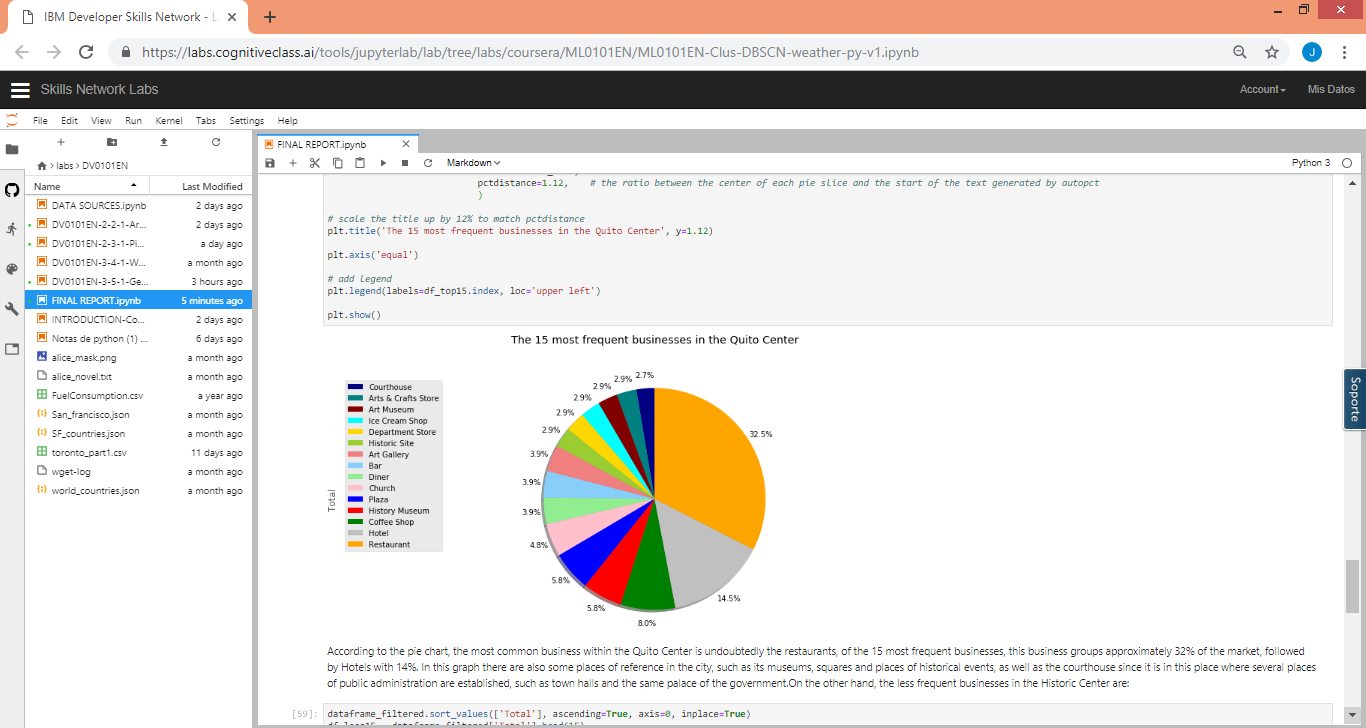 IBM Developer Skills Network - L
https://labs.cognitiveclass.ai/tools/jupyterlab/lab/tree/labs/coursera/ML0101EN/ML0101EN-Clus-DBSCN-weather-py-v1.ipynb
J
Skills Network Labs
Account
Mis Datos
File Edit View Run Kernel Tabs Settings Help
> labs > DV0101EN
Name Last Modified
DATA SOURCES.ipynb 2 days ago
DV0101EN-2-2-1-Ar... 2 days ago
DV0101EN-2-3-1-Pi... a day ago
DV0101EN-3-4-1-W... a month ago
DV0101EN-3-5-1-Ge... 3 hours ago
FINAL REPORT.ipynb 5 minutes ago
INTRODUCTION-Co... 2 days ago
Notas de python (1) ... 6 days ago
alice_mask.png a month ago
alice_novel.txt a month ago
FuelConsumption.csv a year ago
San_francisco.json a month ago
SF_countries.json a month ago
toronto_part1.csv 11 days ago
wget-log a month ago
world_countries.json a month ago
FINAL REPORT.ipynb
Markdown
Python 3
pctdistance=1.12, # the ratio between the center of each pie slice and the start of the text generated by autopct
)
# scale the title up by 12% to match pctdistance
plt.title('The 15 most frequent businesses in the Quito Center', y=1.12)
plt.axis('equal')
# add legend
plt.legend(labels=df_top15.index, loc='upper left')
plt.show()
The 15 most frequent businesses in the Quito Center
Courthouse
Arts & Crafts Store
Art Museum
Ice Cream Shop
Department Store
Historic Site
Art Gallery
Bar
Diner
Church
Plaza
History Museum
Coffee Shop
Hotel
Restaurant
Total
2.7%
2.9%
2.9%
2.9%
2.9%
2.9%
3.9%
3.9%
3.9%
4.8%
5.8%
5.8%
8.0%
14.5%
32.5%
Soporte
According to the pie chart, the most common business within the Quito Center is undoubtedly the restaurants, of the 15 most frequent businesses, this business groups approximately 32% of the market, followed
by Hotels with 14%. In this graph there are also some places of reference in the city, such as its museums, squares and places of historical events, as well as the courthouse since it is in this place where several places
of public administration are established, such as town halls and the same palace of the government.On the other hand, the less frequent businesses in the Historic Center are:
[59]: dataframe_filtered.sort_values(['Total'], ascending=True, axis=0, inplace=True)